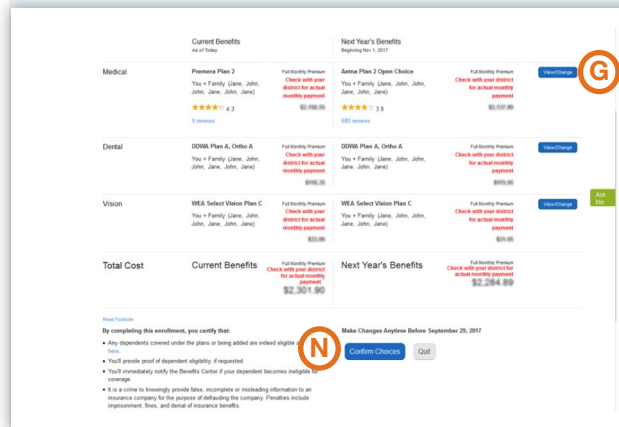 Current Benefits
As of Today
Next Year's Benefits
Beginning Nov 1, 2017
Medical
Premera Plan 2
You + Family (Jane, John,
John, Jane, John, Jane)
4.3
9 reviews
Full Monthly Premium
Check with your
district for actual
monthly payment
Aetna Plan 2 Open Choice
You + Family (Jane, John,
Jane, John, John, Jane)
3.9
Full Monthly Premium
Check with your district
for actual monthly
payment
View/Change
G
Dental
DDWA Plan A, Ortho A
You + Family (Jane, John,
John, Jane, John, Jane)
Full Monthly Premium
Check with your
district for actual
monthly payment
DDWA Plan A, Ortho A
You + Family (Jane, John, John,
Jane, John, Jane)
Full Monthly Premium
Check with your district
for actual monthly
payment
View/Change
Ask
Me
Vision
WEA Select Vision Plan C
You + Family (Jane, John,
John, Jane, John, Jane)
Full Monthly Premium
Check with your
district for actual
monthly payment
WEA Select Vision Plan C
You + Family (Jane, John, John,
Jane, John, Jane)
Full Monthly Premium
Check with your district
for actual monthly
payment
View/Change
Total Cost
Current Benefits
Full Monthly Premium
Check with your district
for actual monthly
payment
$2,301.90
Next Year's Benefits
Full Monthly Premium
Check with your district for
actual monthly payment
$2,284.89
Read Footnote
By completing this enrollment, you certify that:
• Any dependents covered under the plans or being added are indeed eligible
here.
• You'll provide proof of dependent eligibility, if requested.
• You'll immediately notify the Benefits Center if your dependent becomes ineligible for
coverage.
• It is a crime to knowingly provide false, incomplete or misleading information to an
insurance company for the purpose of defrauding the company. Penalties include
imprisonment, fines, and denial of insurance benefits.
Make Changes Anytime Before September 29, 2017
N
Confirm Choices
Quit